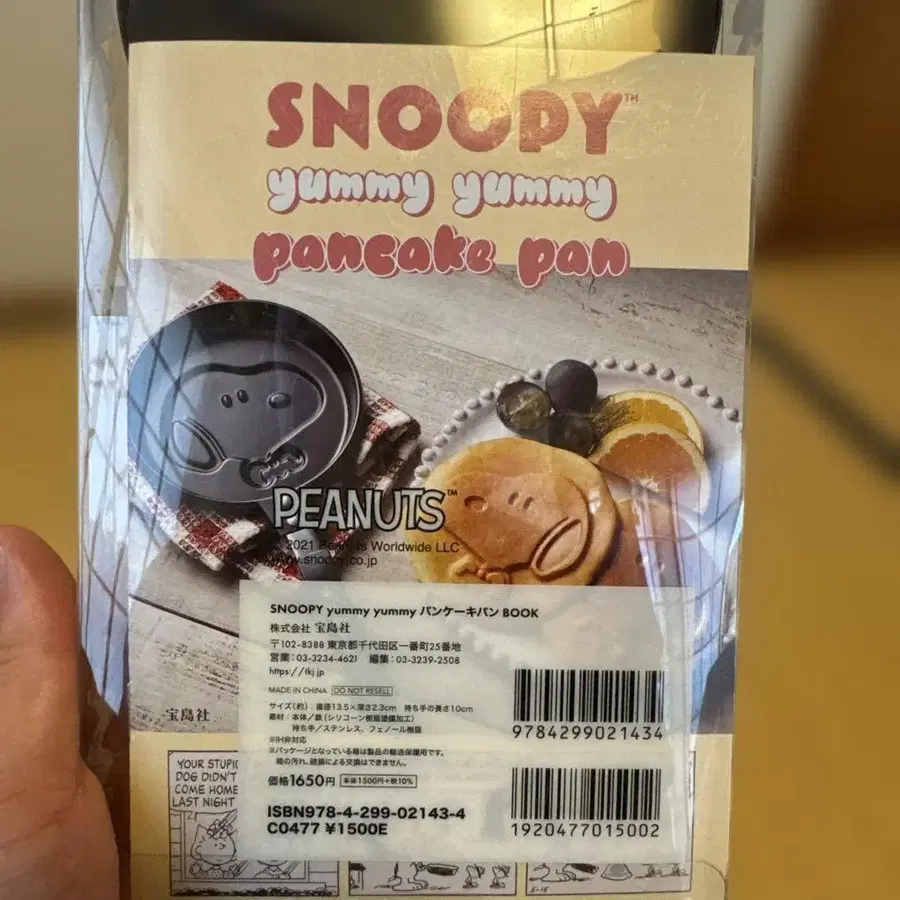 SNOOPY™
yummy yummy
pancake pan
PEANUTS™
© 2021 Peanuts Worldwide LLC
www.snoopy.co.jp
SNOOPY yummy yummy パンケーキパン BOOK
株式会社 宝島社
〒102-8388 東京都千代田区一番町25番地
営業:03-3234-4621 編集:03-3239-2508
https://tkj.jp
MADE IN CHINA DO NOT RESELL
サイズ(約):直径13.5×深さ2.3cm 持ち手の長さ10cm
素材:本体/鉄(シリコーン樹脂塗膜加工)
持ち手/ステンレス、フェノール樹脂
※IH非対応
※パッケージとなっている箱は製品の輸送保護用です。
箱の汚れ、破損による交換はできません。
価格1650円 本体1500円+税10%
ISBN978-4-299-02143-4
C0477 ¥1500E
9784299021434
1920477015002
宝島社
YOUR STUPID
DOG DIDN'T
COME HOME
LAST NIGHT
5-15